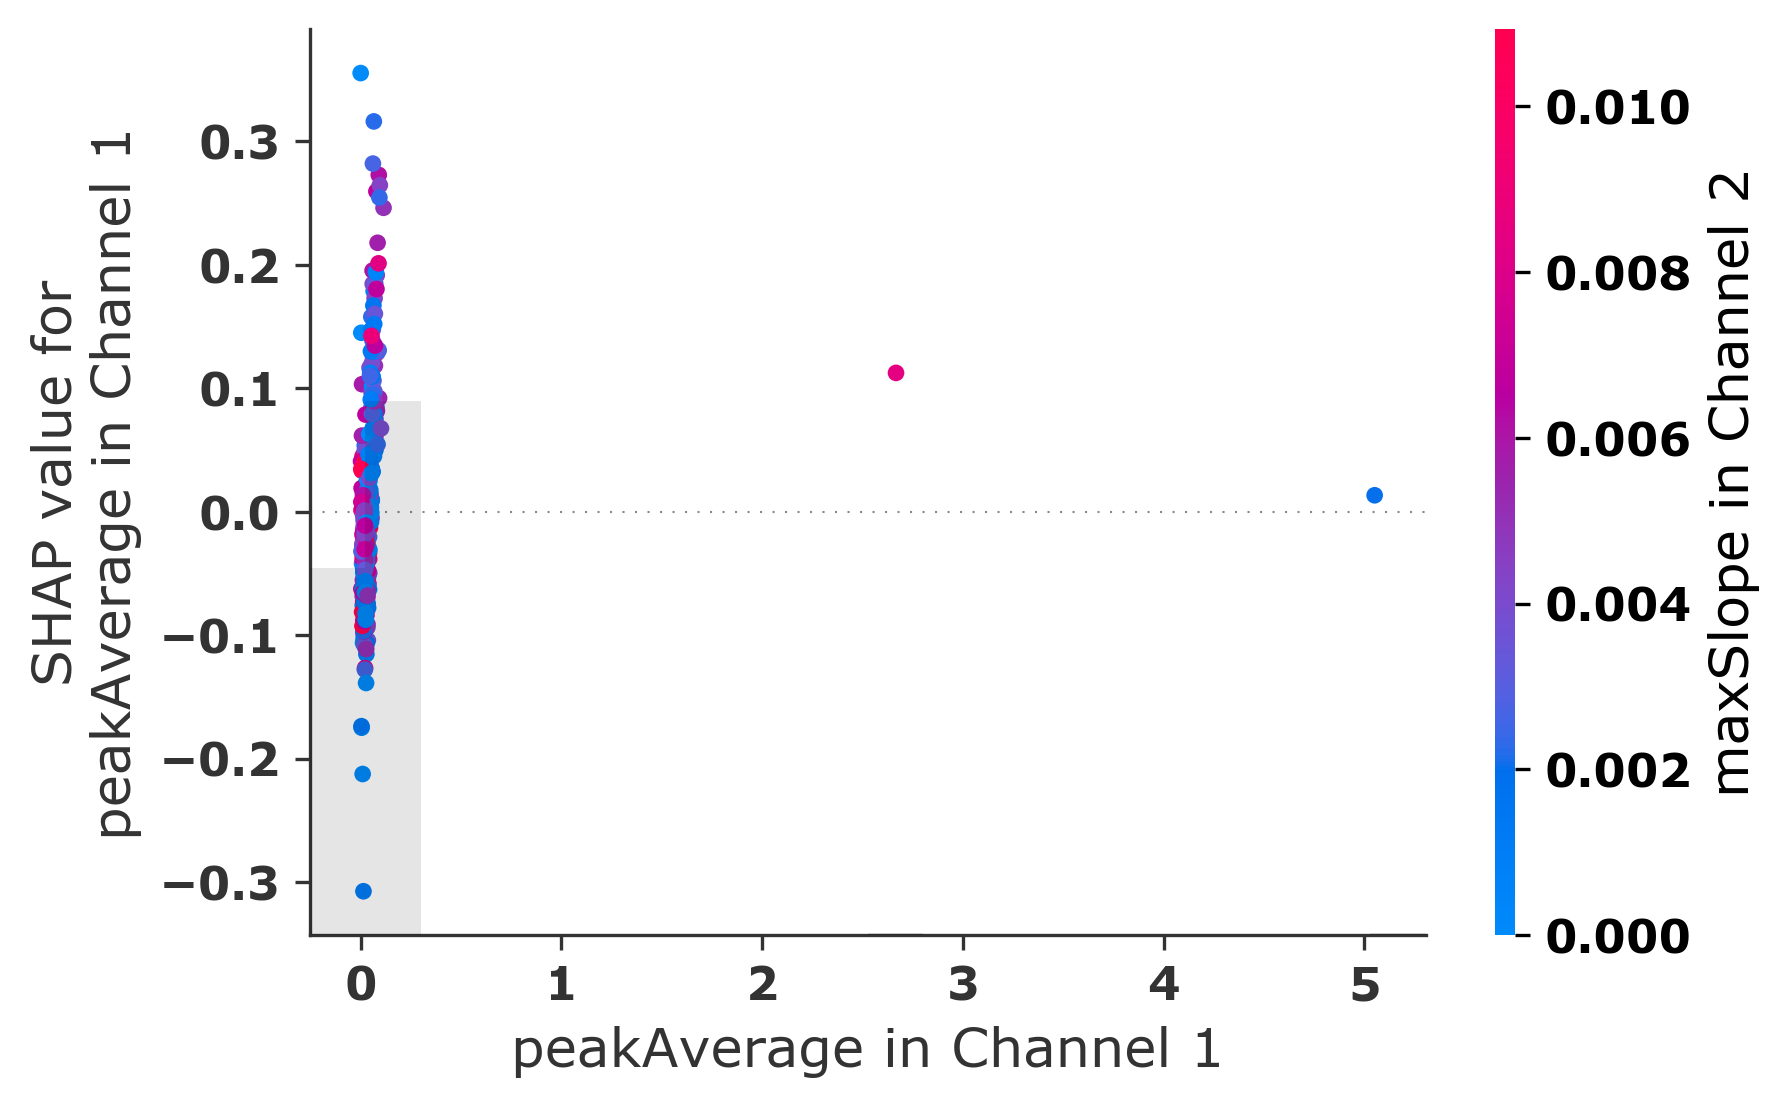 SHAP value for
peakAverage in Channel 1
0.3
0.2
0.1
0.0
−0.1
−0.2
−0.3
0 1 2 3 4 5
peakAverage in Channel 1
0.010
0.008
0.006
0.004
0.002
0.000
maxSlope in Channel 2